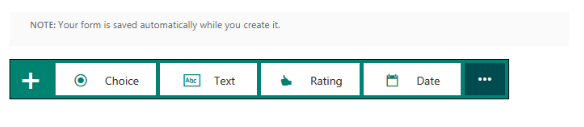 NOTE: Your form is saved automatically while you create it.
+ Choice Abc Text Rating Date ...